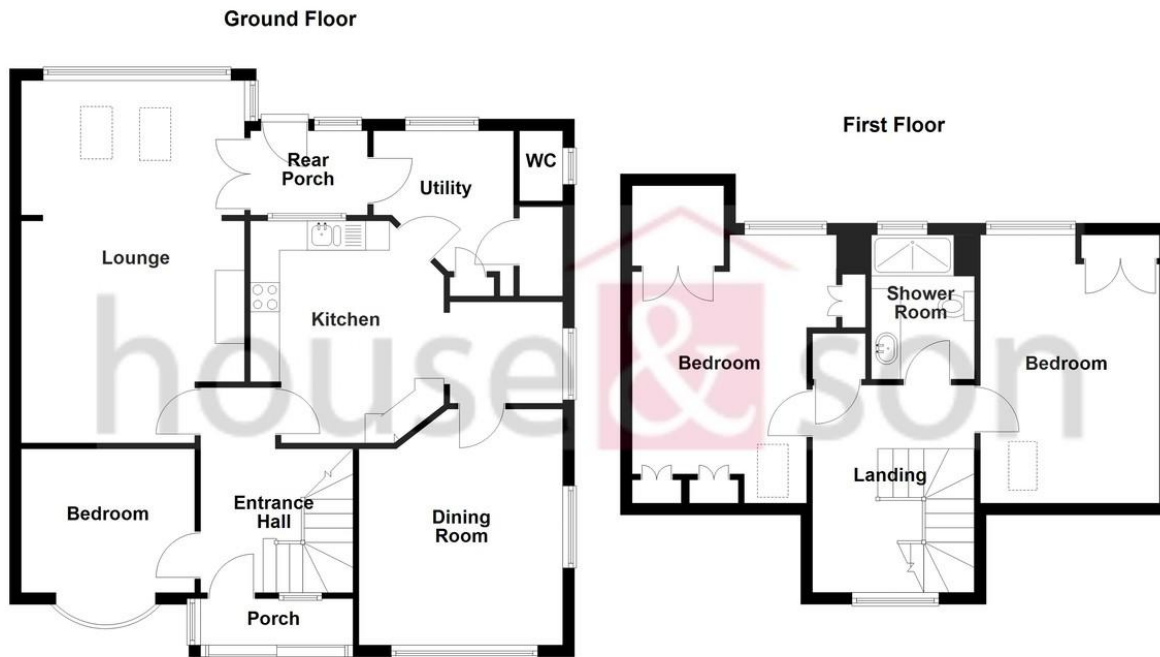 Ground Floor
First Floor
Rear
Porch
WC
Utility
Lounge
Kitchen
Bedroom
Entrance
Hall
Dining
Room
Porch
Shower
Room
Bedroom
Bedroom
Landing
house & son